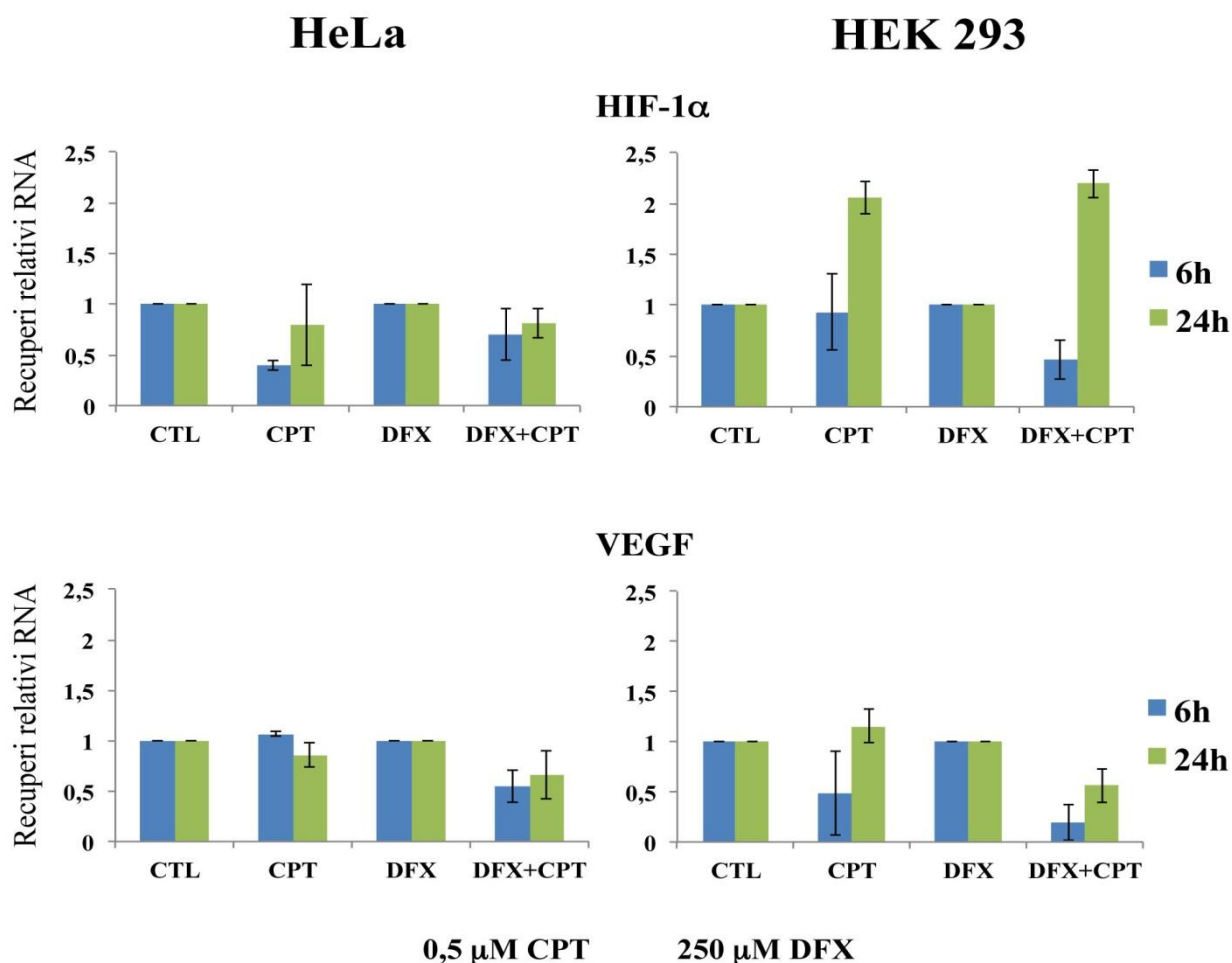 HeLa
HEK 293
HIF-1α
Recuperi relativi RNA
2,5
2
1,5
1
0,5
0
CTL
CPT
DFX
DFX+CPT
2,5
2
1,5
1
0,5
0
CTL
CPT
DFX
DFX+CPT
6h
24h
VEGF
Recuperi relativi RNA
2,5
2
1,5
1
0,5
0
CTL
CPT
DFX
DFX+CPT
2,5
2
1,5
1
0,5
0
CTL
CPT
DFX
DFX+CPT
6h
24h
0,5 μM CPT
250 μM DFX